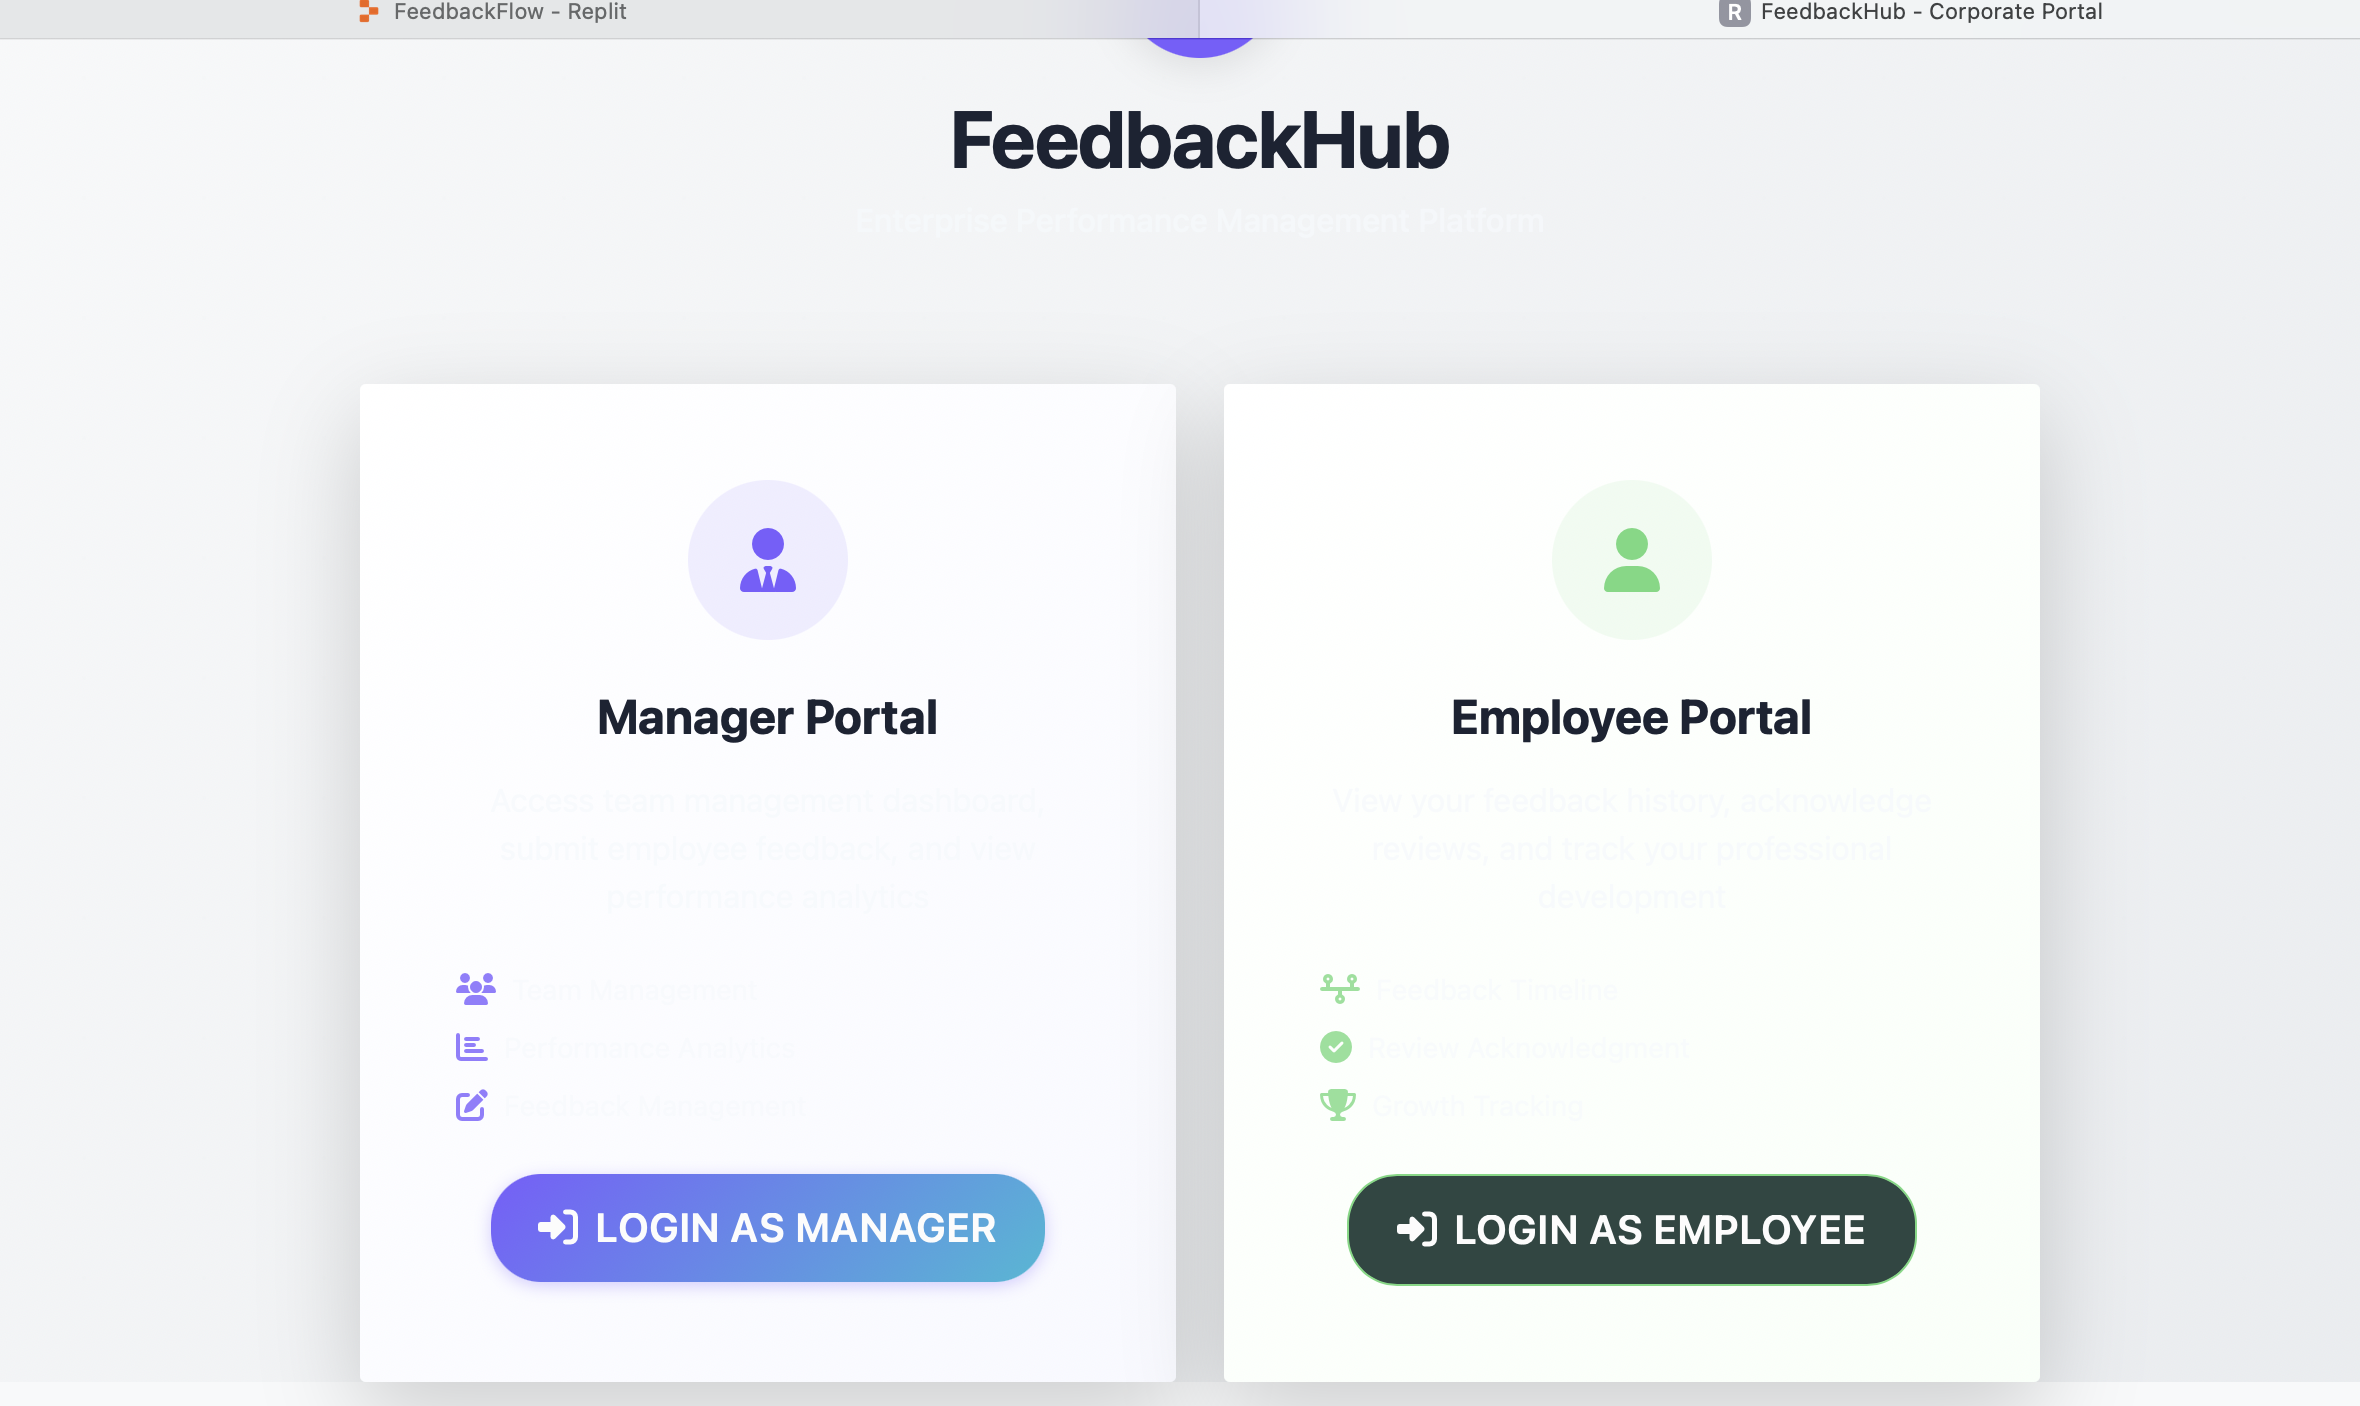 FeedbackFlow - Replit
R FeedbackHub - Corporate Portal
FeedbackHub
Enterprise Performance Management Platform
Manager Portal
Access team management dashboard,
submit employee feedback, and view
performance analytics
Team Management
Performance Analytics
Feedback Management
LOGIN AS MANAGER
Employee Portal
View your feedback history, acknowledge
reviews, and track your professional
development
Feedback Timeline
Review Acknowledgment
Growth Tracking
LOGIN AS EMPLOYEE